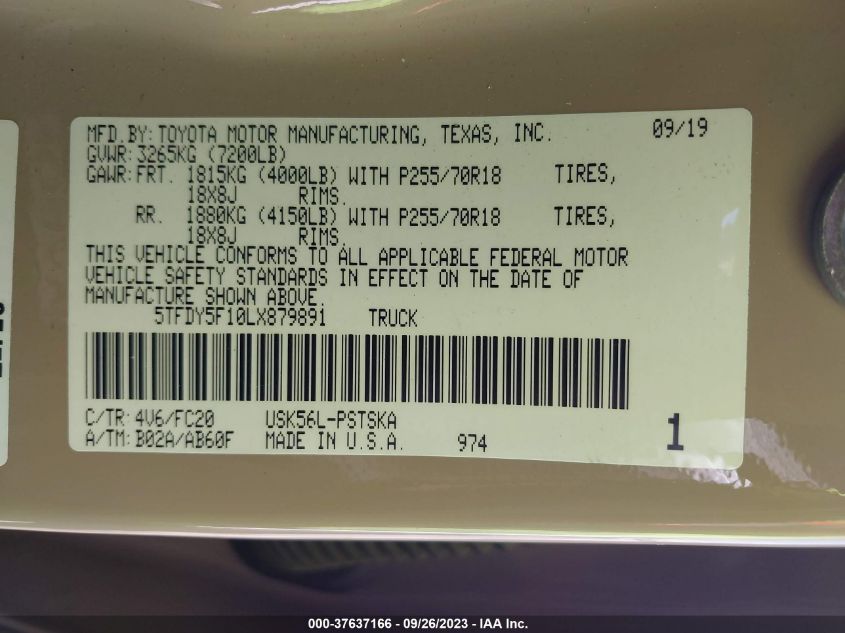 MFD.BY: TOYOTA MOTOR MANUFACTURING, TEXAS, INC. 09/19
GVWR: 3265KG (7200LB)
GAWR: FRT. 1815KG (4000LB) WITH P255/70R18 TIRES,
18X8J RIMS.
RR. 1880KG (4150LB) WITH P255/70R18 TIRES,
18X8J RIMS.
THIS VEHICLE CONFORMS TO ALL APPLICABLE FEDERAL MOTOR
VEHICLE SAFETY STANDARDS IN EFFECT ON THE DATE OF
MANUFACTURE SHOWN ABOVE.
5TFDY5F10LX879891 TRUCK
C/TR: 4V6/FC20 USK56L-PSTSKA
A/TM: B02A/AB60F MADE IN U.S.A. 974 1
000-37637166 - 09/26/2023 - IAA Inc.